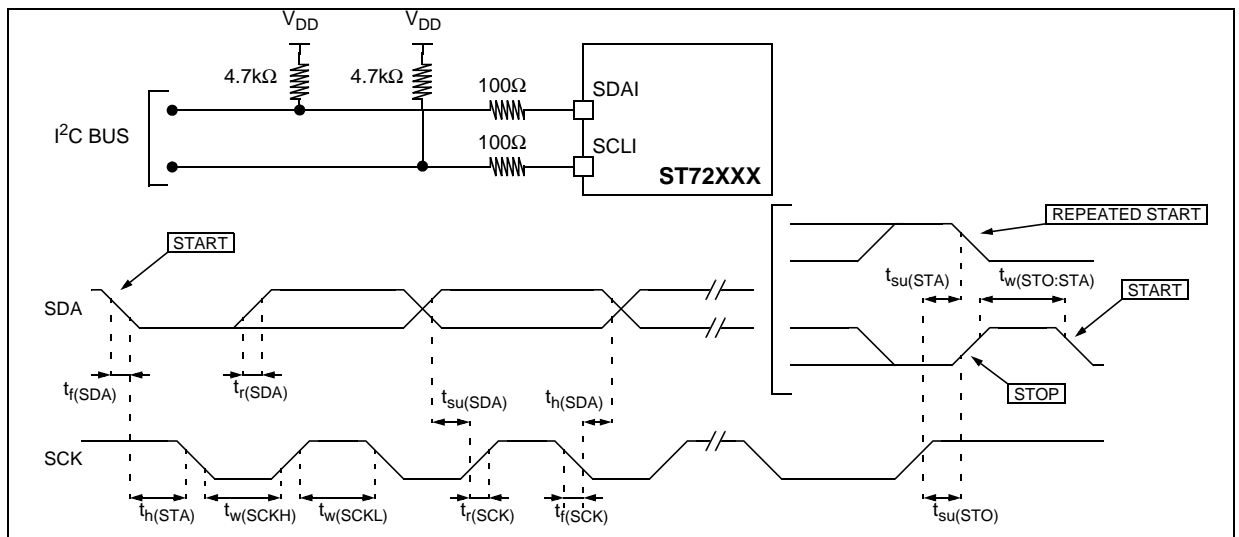 VDD VDD
4.7kΩ 4.7kΩ
100Ω
SDAI
I2C BUS
100Ω
SCLI
ST72XXX
REPEATED START
START
tsu(STA) tw(STO:STA)
START
SDA
tf(SDA) tr(SDA)
tsu(SDA) th(SDA)
STOP
SCK
th(STA) tw(SCKH) tw(SCKL) tr(SCK) tf(SCK) tsu(STO)